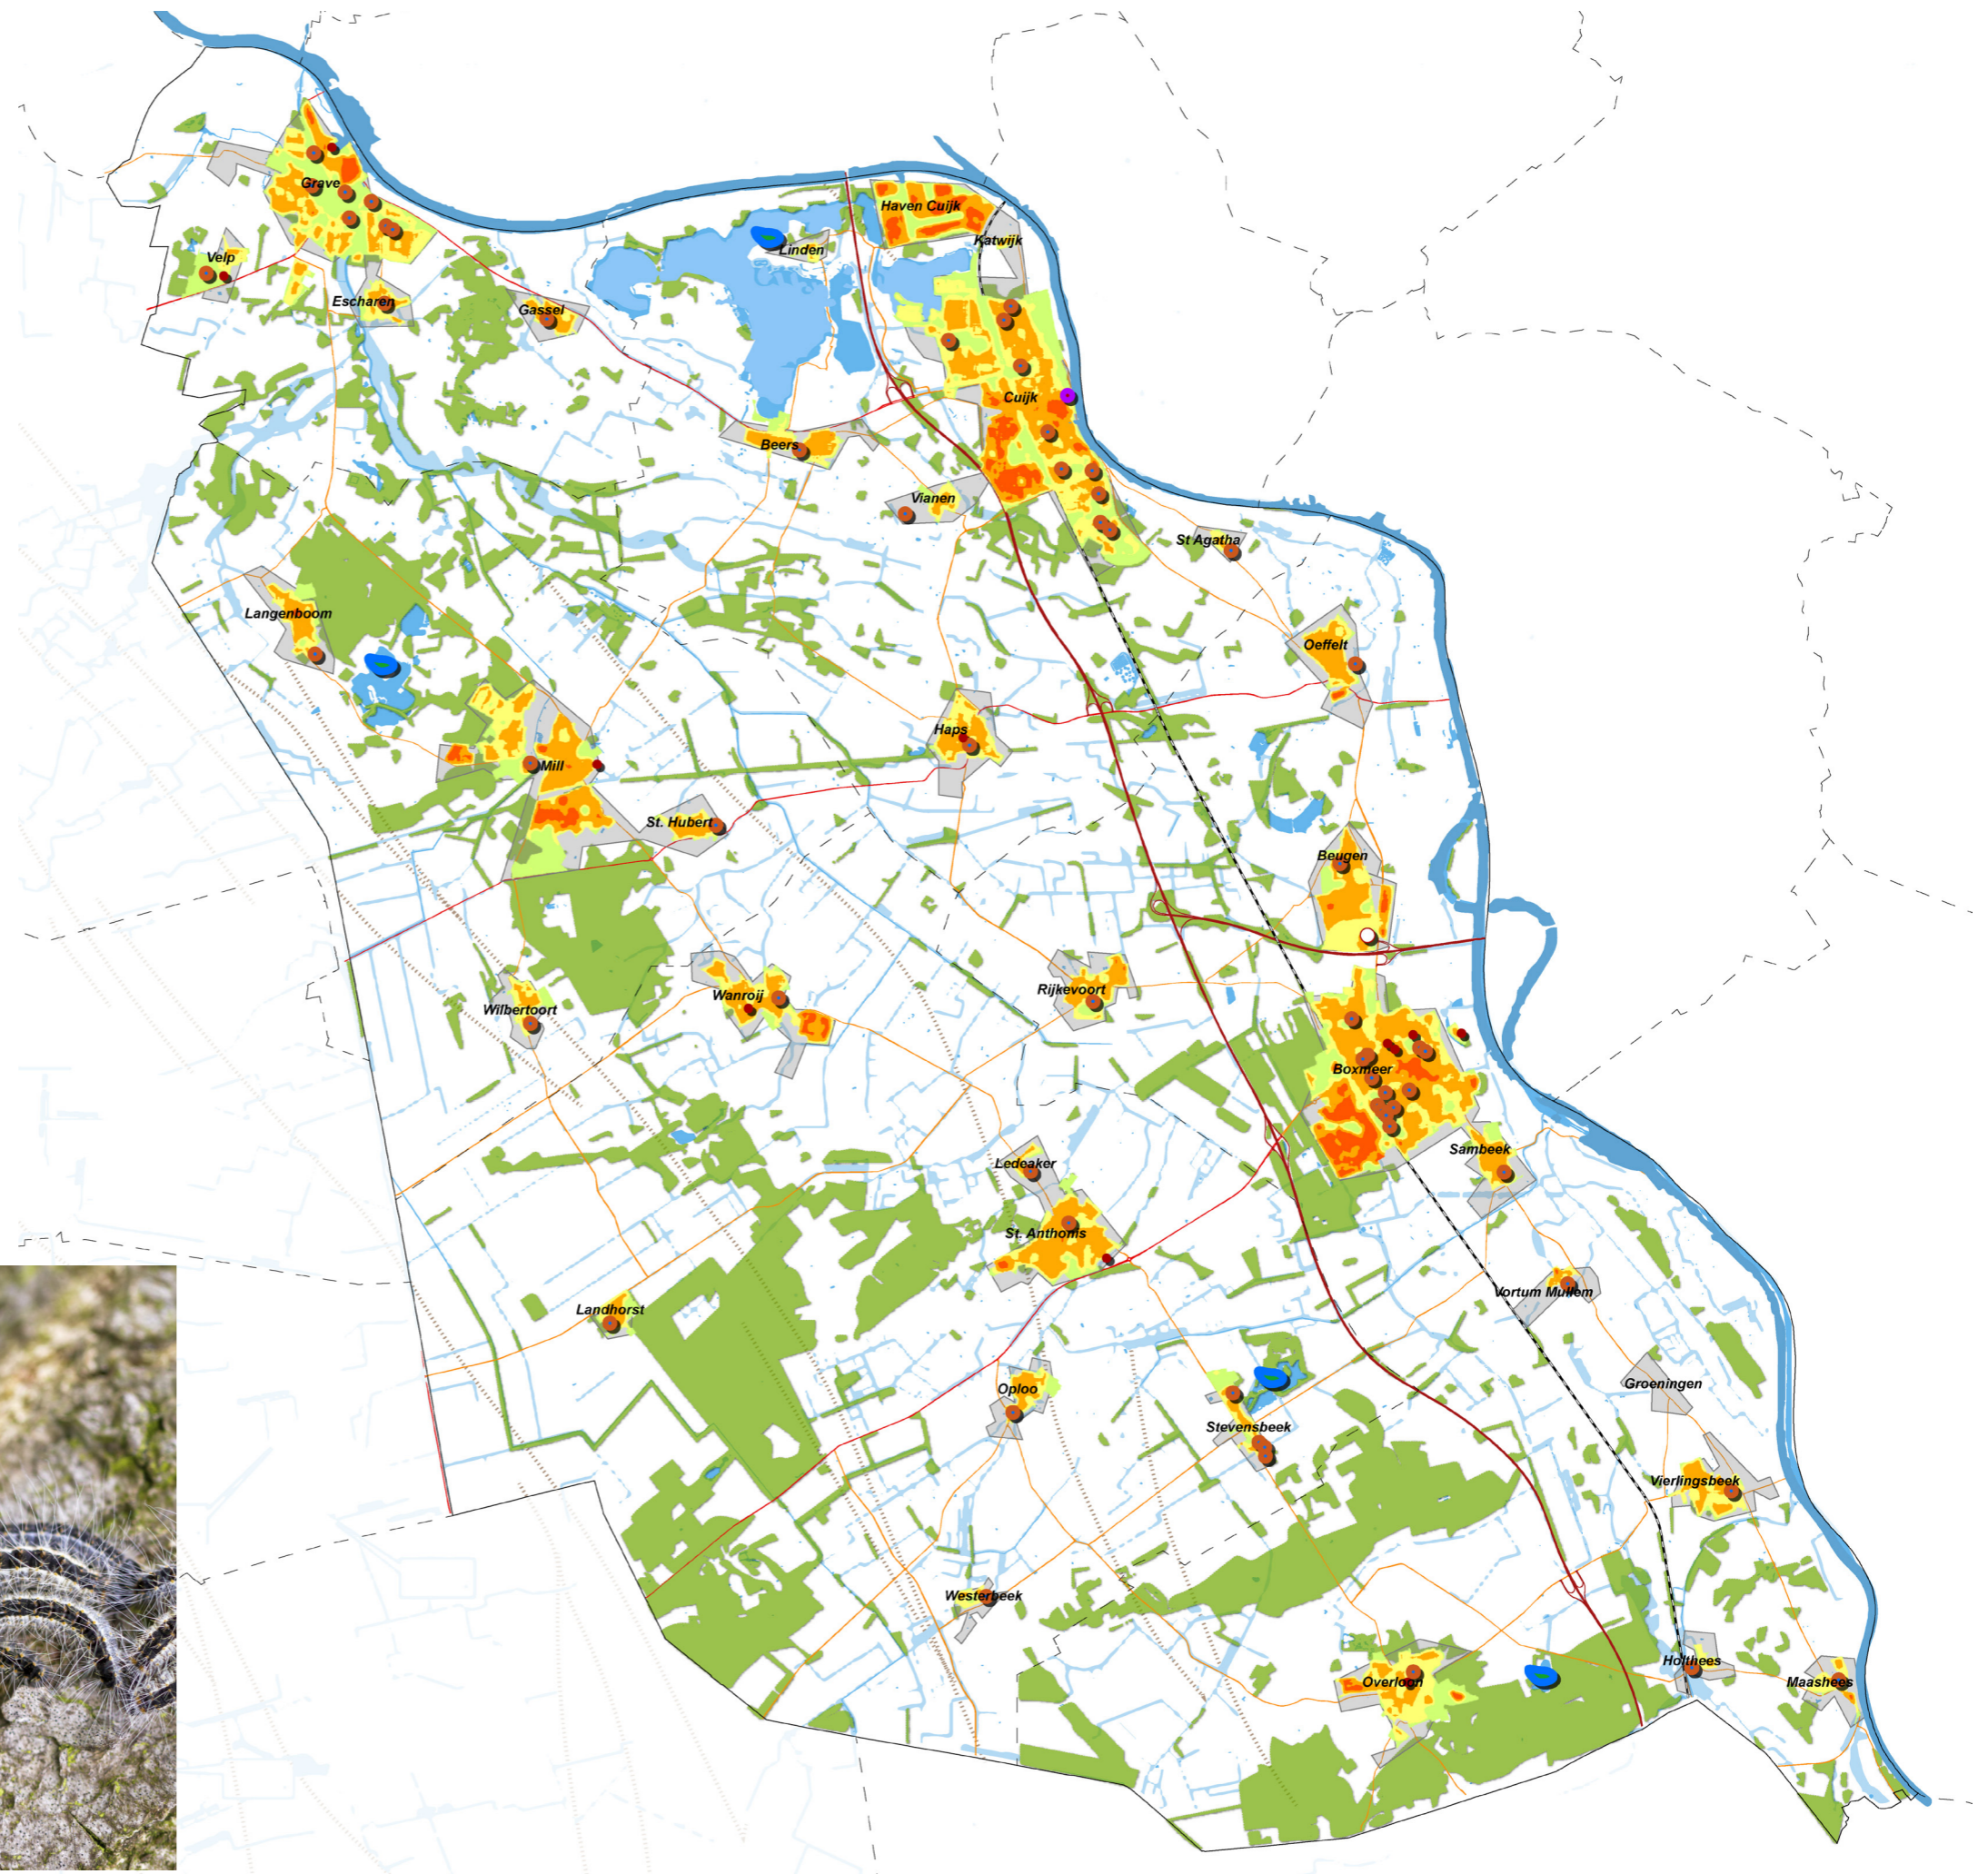 Grave
Haven Cuijk
Katwijk
Linden
Velp
Escharen
Gassel
Cuijk
Beers
Vianen
St Agatha
Langenboom
Oeffelt
Haps
Mill
St. Hubert
Beugen
Rijkevoort
Wanroij
Wilbertoort
Boxmeer
Sambeek
Ledeaker
St. Anthonis
Vortum Mullem
Landhorst
Groeningen
Oploo
Stevensbeek
Vierlingsbeek
Westerbeek
Holthees
Overloon
Maashees